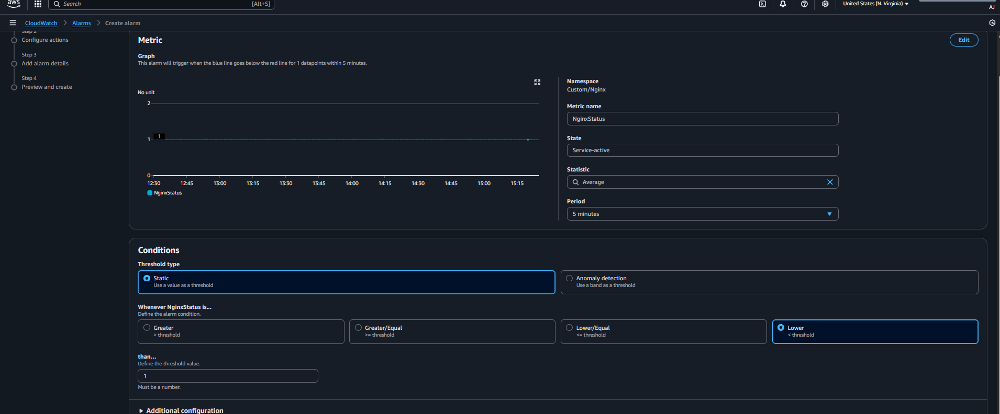 aws
Search
[Alt+S]
United States (N. Virginia)
AJ
CloudWatch
Alarms
Create alarm
Step 2
Configure actions
Step 3
Add alarm details
Step 4
Preview and create
Metric
Edit
Graph
This alarm will trigger when the blue line goes below the red line for 1 datapoints within 5 minutes.
No unit
2
1
1
0
12:30 12:45 13:00 13:15 13:30 13:45 14:00 14:15 14:30 14:45 15:00 15:15
NginxStatus
Namespace
Custom/Nginx
Metric name
NginxStatus
State
Service-active
Statistic
Average
Period
5 minutes
Conditions
Threshold type
Static
Use a value as a threshold
Anomaly detection
Use a band as a threshold
Whenever NginxStatus is...
Define the alarm condition.
Greater
> threshold
Greater/Equal
>= threshold
Lower/Equal
<= threshold
Lower
< threshold
than...
Define the threshold value.
1
Must be a number.
Additional configuration